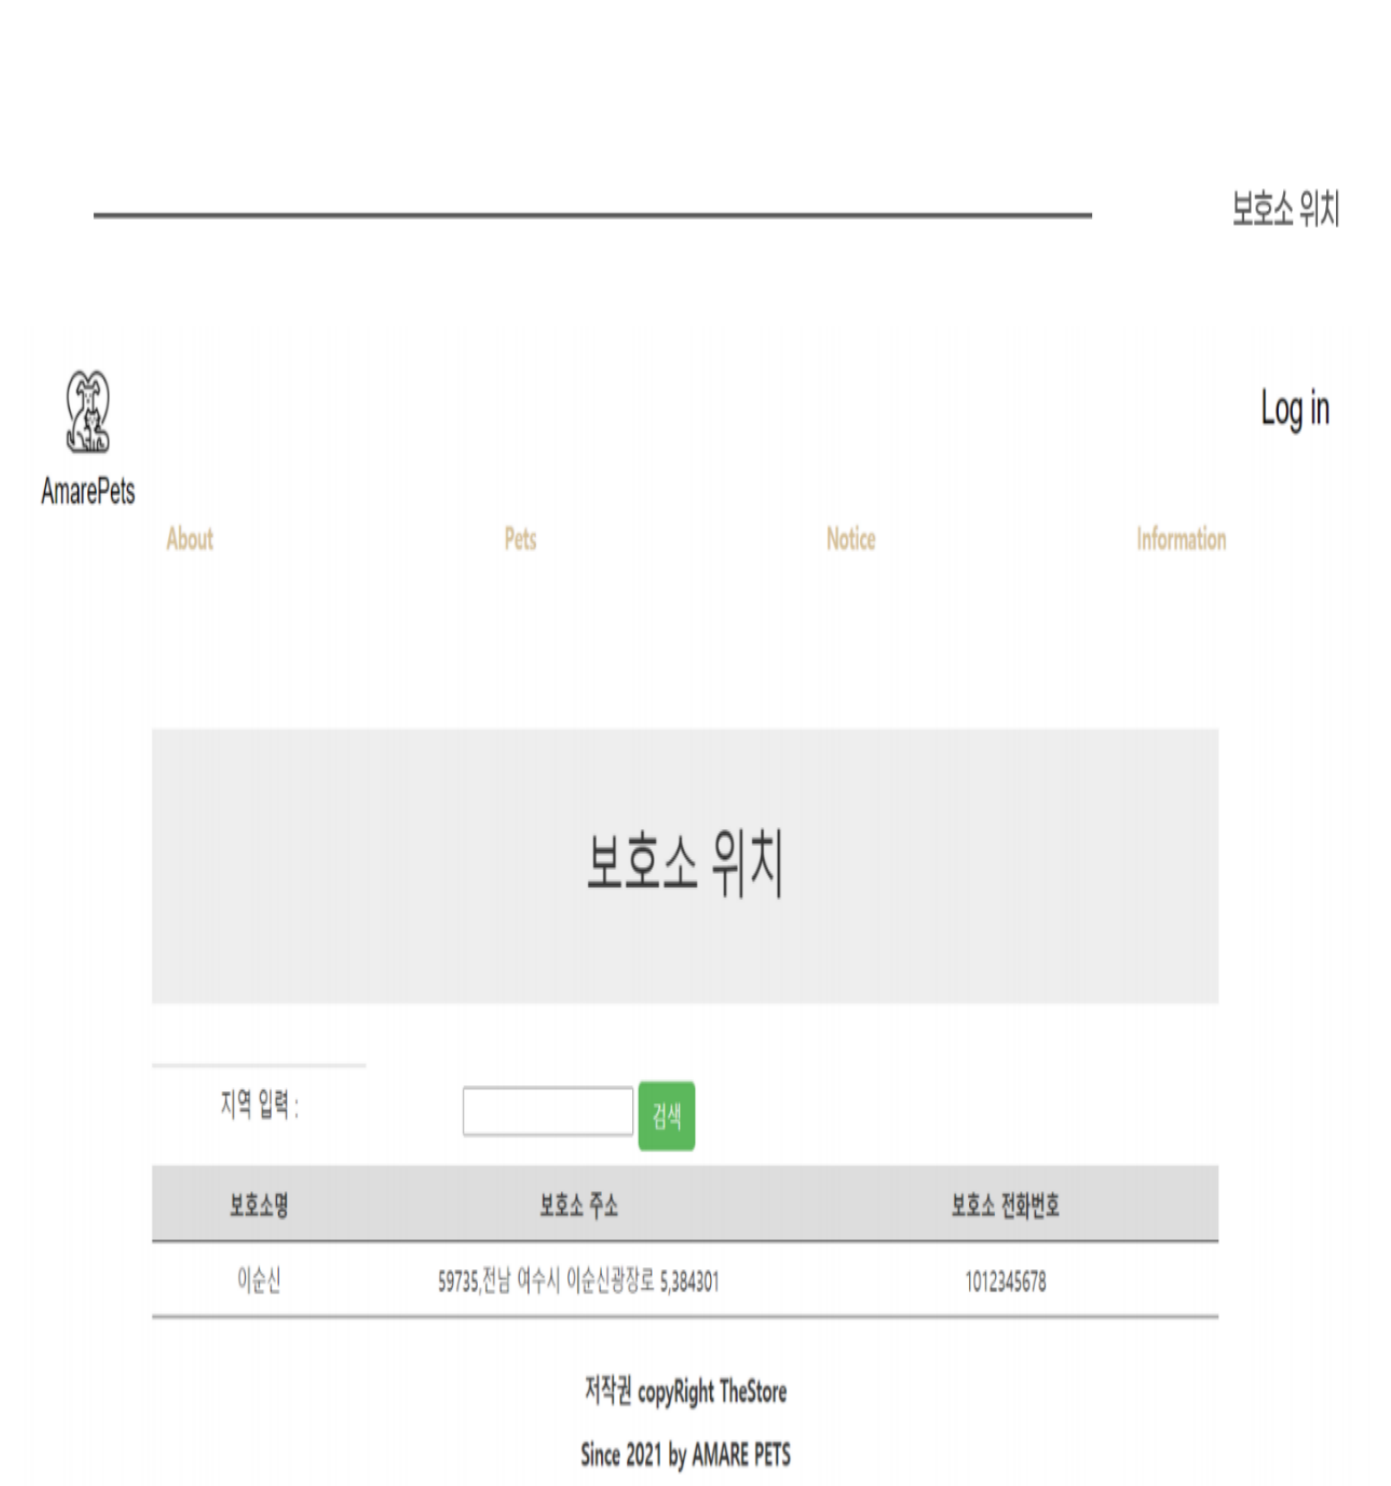 보호소 위치
Log in
AmarePets
About Pets Notice Information
보호소 위치
지역 입력 : 검색
보호소명 보호소 주소 보호소 전화번호
이순신 59735,전남 여수시 이순신광장로 5,384301 1012345678
저작권 copyRight TheStore
Since 2021 by AMARE PETS